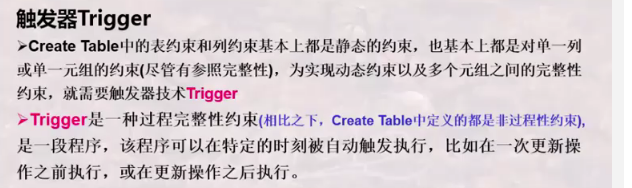 触发器Trigger
➢Create Table中的表约束和列约束基本上都是静态的约束，也基本上都是对单一列
或单一元组的约束(尽管有参照完整性)，为实现动态约束以及多个元组之间的完整性
约束，就需要触发器技术Trigger
➢Trigger是一种过程完整性约束(相比之下，Create Table中定义的都是非过程性约束),
是一段程序，该程序可以在特定的时刻被自动触发执行，比如在一次更新操
作之前执行，或在更新操作之后执行。